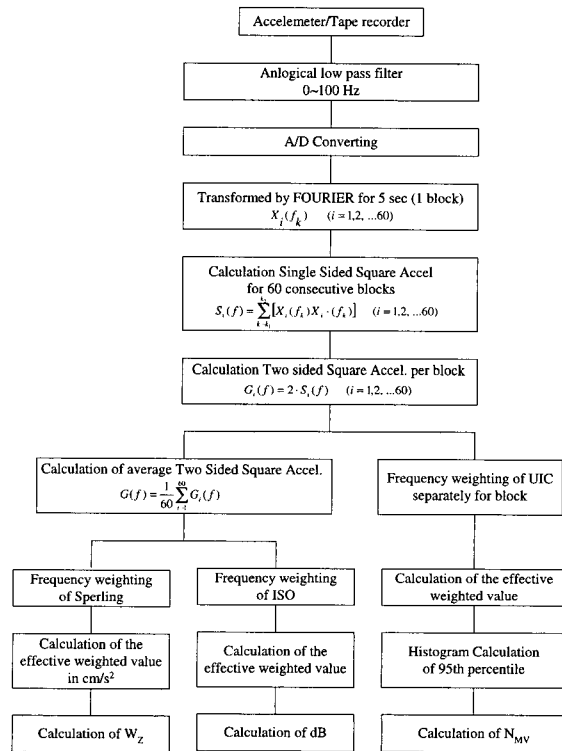 Accelemeter/Tape recorder
Anlogical low pass filter
0~100 Hz
A/D Converting
Transformed by FOURIER for 5 sec (1 block)
X_i(f_k) (i = 1,2, ...60)
Calculation Single Sided Square Accel
for 60 consecutive blocks
S_i(f) = \sum_{k=k_1}^{k_2} [X_i(f_k)X_i·(f_k)] (i = 1,2, ...60)
Calculation Two sided Square Accel. per block
G_i(f) = 2·S_i(f) (i = 1,2, ...60)
Calculation of average Two Sided Square Accel.
G(f) = \frac{1}{60} \sum_{i=1}^{60} G_i(f)
Frequency weighting of UIC
separately for block
Frequency weighting
of Sperling
Frequency weighting
of ISO
Calculation of the effective
weighted value
Calculation of the
effective weighted value
in cm/s²
Calculation of the
effective weighted value
Histogram Calculation
of 95th percentile
Calculation of W_Z
Calculation of dB
Calculation of N_MV